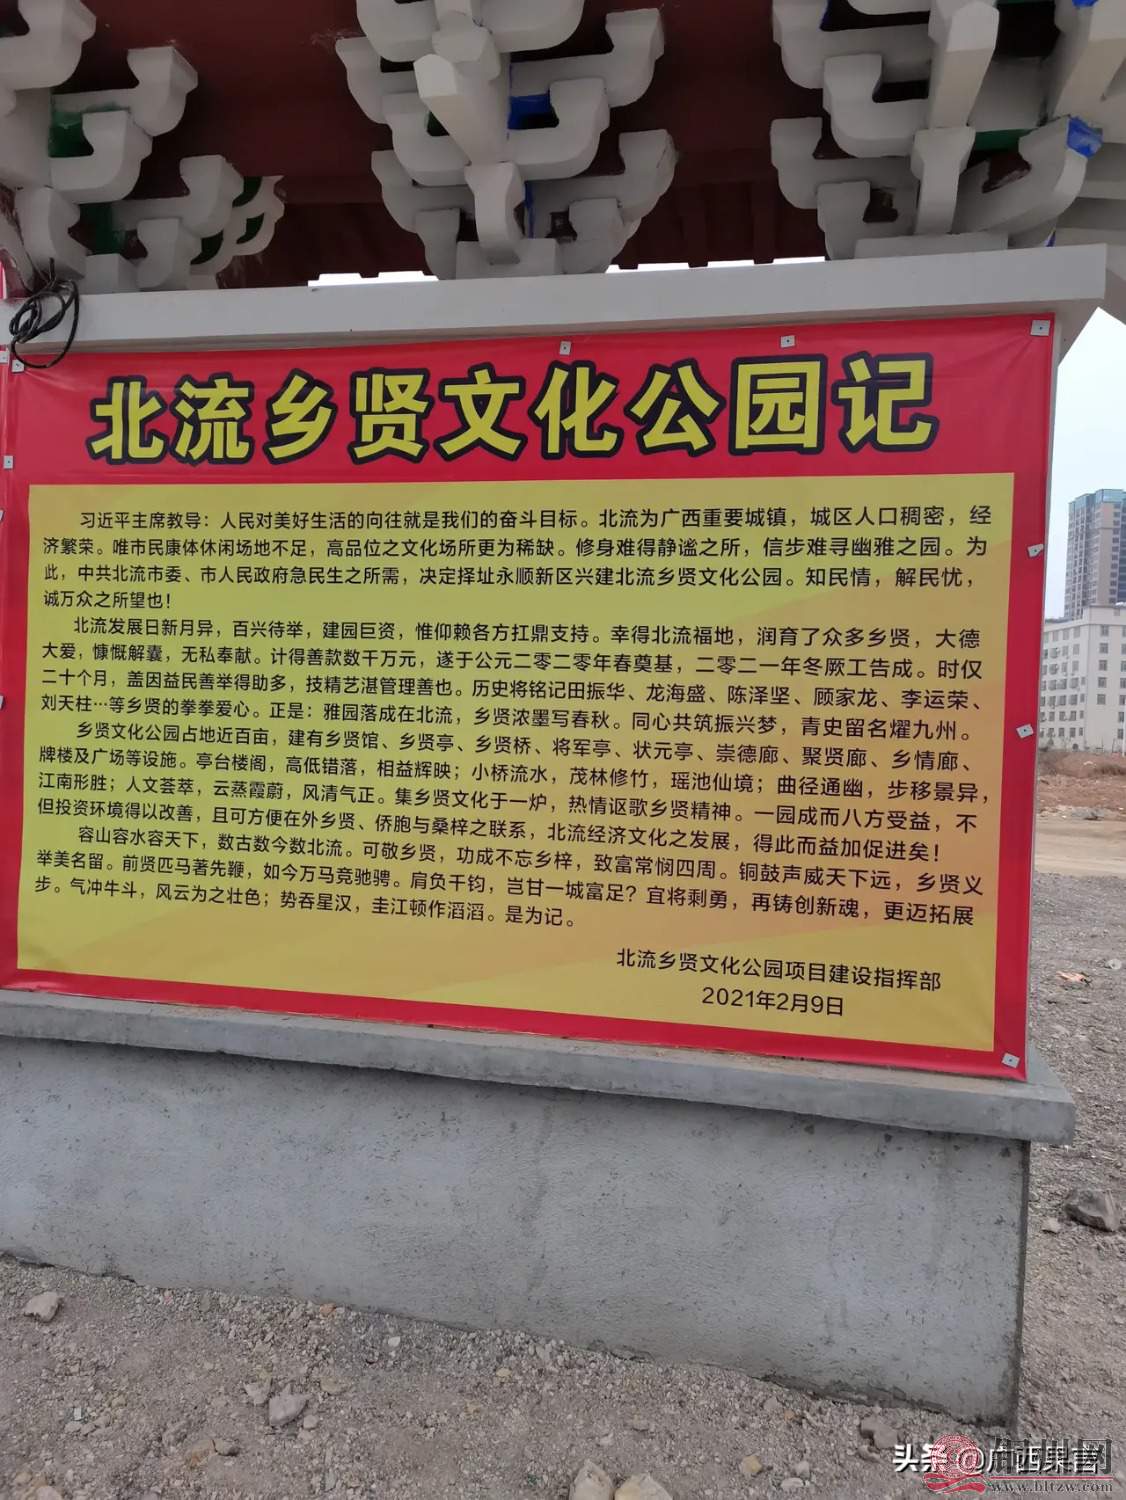 北流乡贤文化公园记
习近平主席教导：人民对美好生活的向往就是我们的奋斗目标。北流为广西重要城镇，城区人口稠密，经
济繁荣。唯市民康体休闲场地不足，高品位之文化场所更为稀缺。修身难得静谧之所，信步难寻幽雅之园。为
此，中共北流市委、市人民政府急民生之所需，决定择址永顺新区兴建北流乡贤文化公园。知民情，解民忧，
诚万众之所望也！
北流发展日新月异，百兴待举，建园巨资，惟仰赖各方扛鼎支持。幸得北流福地，润育了众多乡贤，大德
大爱，慷慨解囊，无私奉献。计得善款数千万元，遂于公元二零二零年春奠基，二零二一年冬厥工告成。时仅
二十个月，盖因益民善举得助多，技精艺湛管理善也。历史将铭记田振华、龙海盛、陈泽坚、顾家龙、李运荣、
刘天柱…等乡贤的拳拳爱心。正是：雅园落成在北流，乡贤浓墨写春秋。同心共筑振兴梦，青史留名耀九州。
乡贤文化公园占地近百亩，建有乡贤馆、乡贤亭、乡贤桥、将军亭、状元亭、崇德廊、聚贤廊、乡情廊、
牌楼及广场等设施。亭台楼阁，高低错落，相益辉映；小桥流水，茂林修竹，瑶池仙境；曲径通幽，步移景异，
江南形胜；人文荟萃，云蒸霞蔚，风清气正。集乡贤文化于一炉，热情讴歌乡贤精神。一园成而八方受益，不
但投资环境得以改善，且可方便在外乡贤、侨胞与桑梓之联系，北流经济文化之发展，得此而益加促进矣！
容山容水容天下，数古数今数北流。可敬乡贤，功成不忘乡梓，致富常悯四周。铜鼓声威天下远，乡贤义
举美名留。前贤匹马著先鞭，如今万马竞驰骋。肩负千钧，岂甘一城富足？宜将剩勇，再铸创新魂，更迈拓展
步。气冲牛斗，风云为之壮色；势吞星汉，圭江顿作滔滔。是为记。
北流乡贤文化公园项目建设指挥部
2021年2月9日
头条 @广西果言
www.bltzw.com